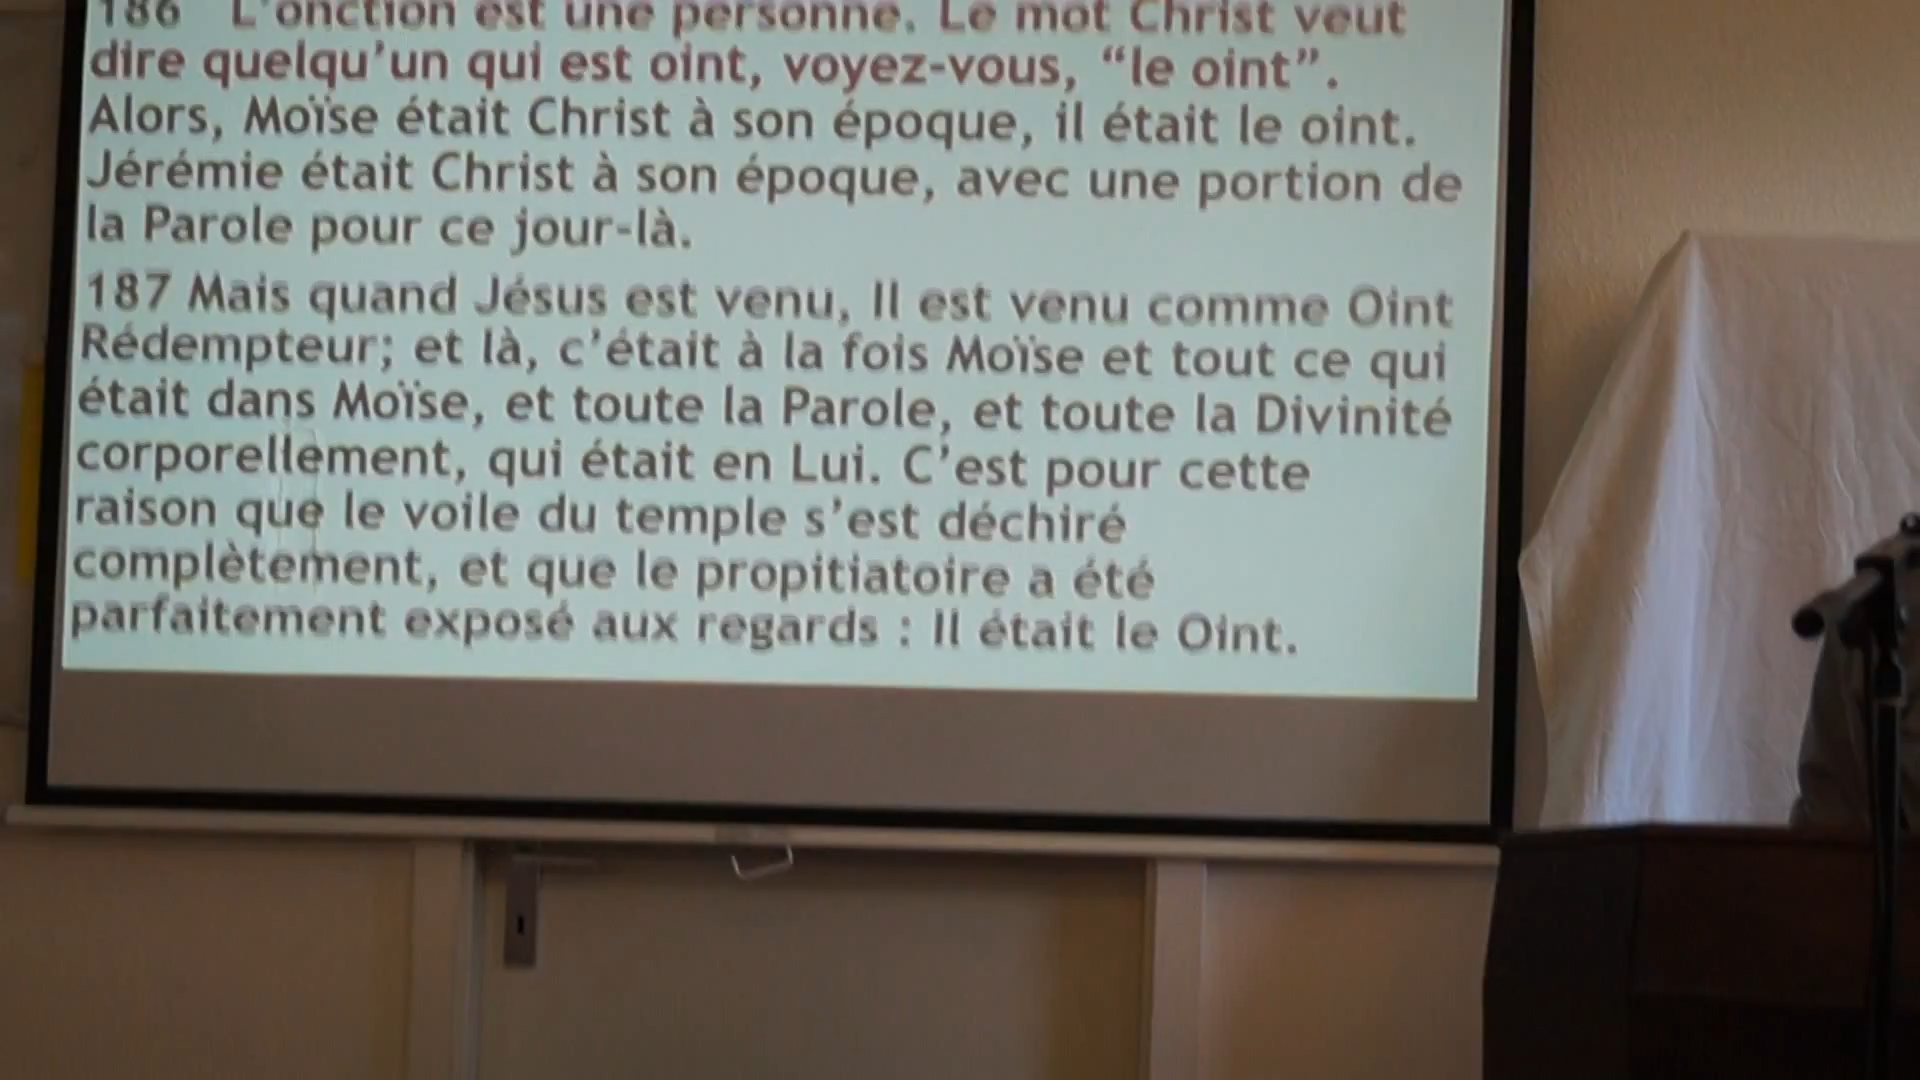 186 L'onction est une personne. Le mot Christ veut
dire quelqu'un qui est oint, voyez-vous, “le oint”.
Alors, Moïse était Christ à son époque, il était le oint.
Jérémie était Christ à son époque, avec une portion de
la Parole pour ce jour-là.
187 Mais quand Jésus est venu, Il est venu comme Oint
Rédempteur; et là, c'était à la fois Moïse et tout ce qui
était dans Moïse, et toute la Parole, et toute la Divinité
corporellement, qui était en Lui. C'est pour cette
raison que le voile du temple s'est déchiré
complètement, et que le propitiatoire a été
parfaitement exposé aux regards : Il était le Oint.